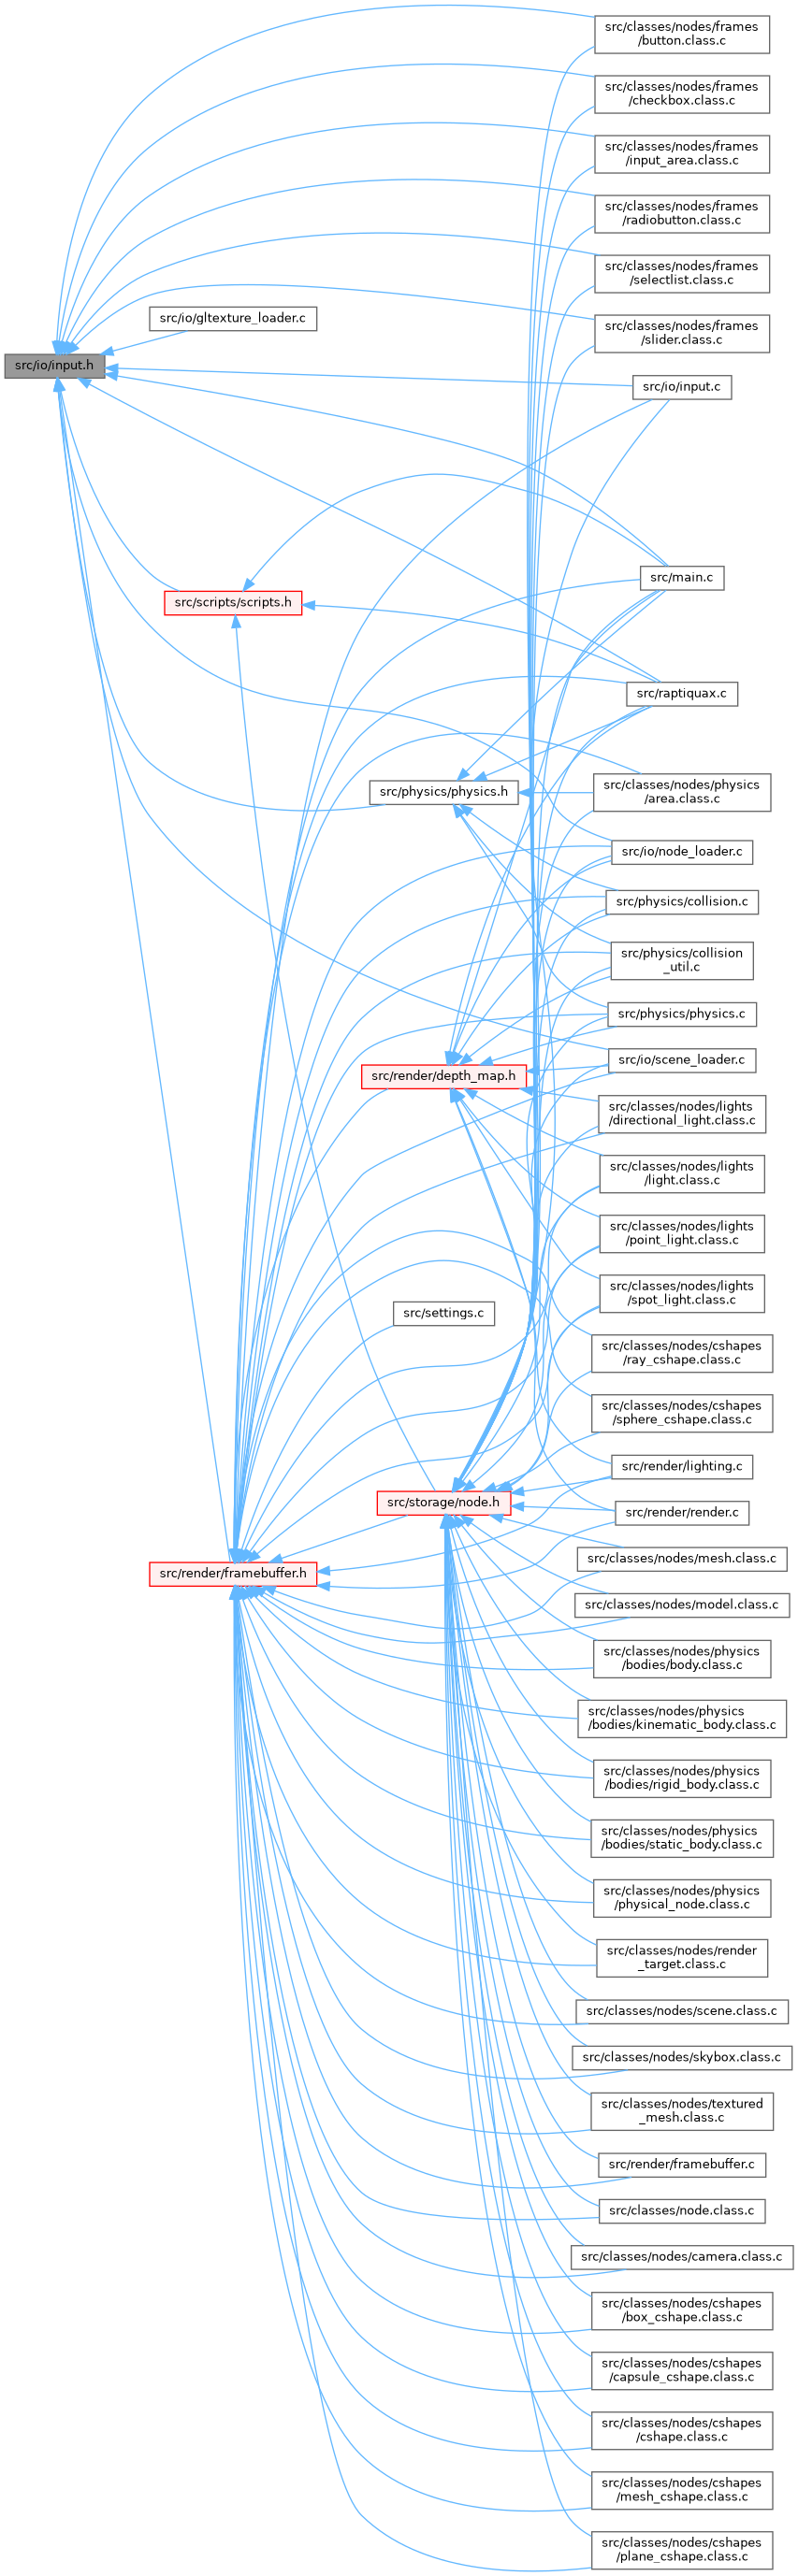 src/classes/nodes/frames
/button.class.c
src/classes/nodes/frames
/checkbox.class.c
src/classes/nodes/frames
/input_area.class.c
src/classes/nodes/frames
/radiobutton.class.c
src/classes/nodes/frames
/selectlist.class.c
src/io/gltexture_loader.c
src/classes/nodes/frames
/slider.class.c
src/io/input.h
src/io/input.c
src/main.c
src/scripts/scripts.h
src/raptiquax.c
src/physics/physics.h
src/classes/nodes/physics
/area.class.c
src/io/node_loader.c
src/physics/collision.c
src/physics/collision
_util.c
src/physics/physics.c
src/io/scene_loader.c
src/render/depth_map.h
src/classes/nodes/lights
/directional_light.class.c
src/classes/nodes/lights
/light.class.c
src/classes/nodes/lights
/point_light.class.c
src/classes/nodes/lights
/spot_light.class.c
src/settings.c
src/classes/nodes/cshapes
/ray_cshape.class.c
src/classes/nodes/cshapes
/sphere_cshape.class.c
src/render/lighting.c
src/storage/node.h
src/render/render.c
src/classes/nodes/mesh.class.c
src/render/framebuffer.h
src/classes/nodes/model.class.c
src/classes/nodes/physics
/bodies/body.class.c
src/classes/nodes/physics
/bodies/kinematic_body.class.c
src/classes/nodes/physics
/bodies/rigid_body.class.c
src/classes/nodes/physics
/bodies/static_body.class.c
src/classes/nodes/physics
/physical_node.class.c
src/classes/nodes/render
_target.class.c
src/classes/nodes/scene.class.c
src/classes/nodes/skybox.class.c
src/classes/nodes/textured
_mesh.class.c
src/render/framebuffer.c
src/classes/node.class.c
src/classes/nodes/camera.class.c
src/classes/nodes/cshapes
/box_cshape.class.c
src/classes/nodes/cshapes
/capsule_cshape.class.c
src/classes/nodes/cshapes
/cshape.class.c
src/classes/nodes/cshapes
/mesh_cshape.class.c
src/classes/nodes/cshapes
/plane_cshape.class.c